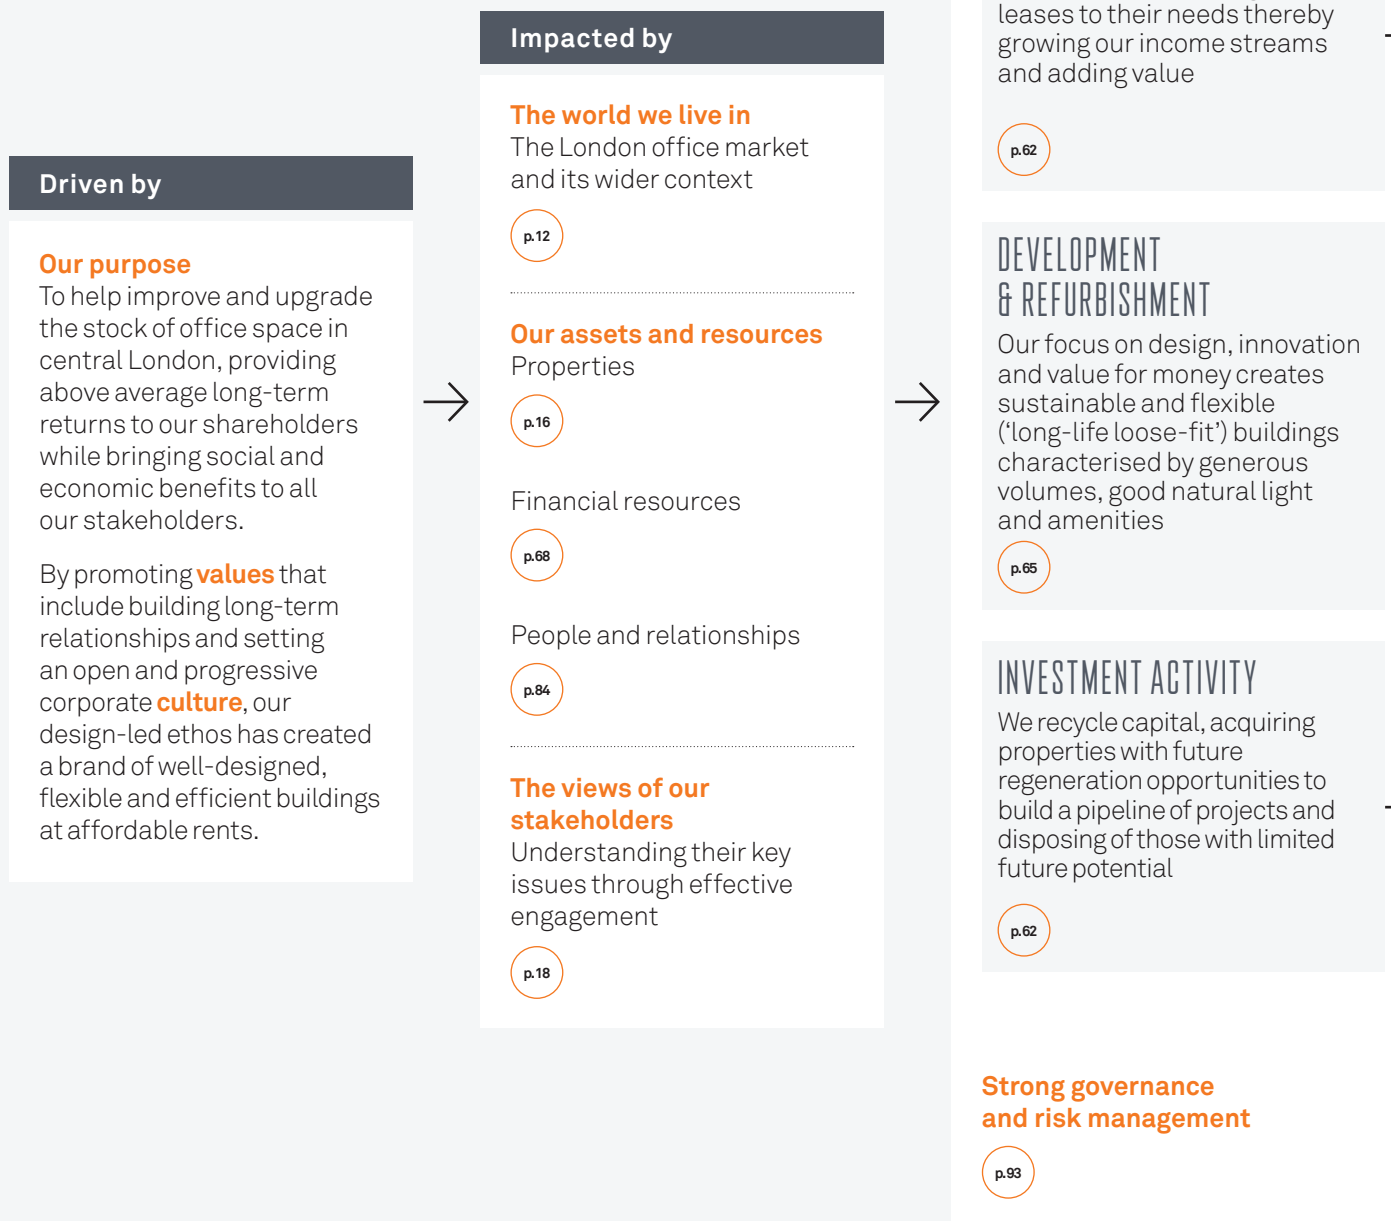 Driven by
Our purpose
To help improve and upgrade
the stock of office space in
central London, providing
above average long-term
returns to our shareholders
while bringing social and
economic benefits to all
our stakeholders.
By promoting values that
include building long-term
relationships and setting
an open and progressive
corporate culture, our
design-led ethos has created
a brand of well-designed,
flexible and efficient buildings
at affordable rents.
Impacted by
The world we live in
The London office market
and its wider context
p.12
Our assets and resources
Properties
p.16
Financial resources
p.68
People and relationships
p.84
The views of our
stakeholders
Understanding their key
issues through effective
engagement
p.18
leases to their needs thereby
growing our income streams
and adding value
p.62
DEVELOPMENT
& REFURBISHMENT
Our focus on design, innovation
and value for money creates
sustainable and flexible
(‘long-life loose-fit’) buildings
characterised by generous
volumes, good natural light
and amenities
p.65
INVESTMENT ACTIVITY
We recycle capital, acquiring
properties with future
regeneration opportunities to
build a pipeline of projects and
disposing of those with limited
future potential
p.62
Strong governance
and risk management
p.93